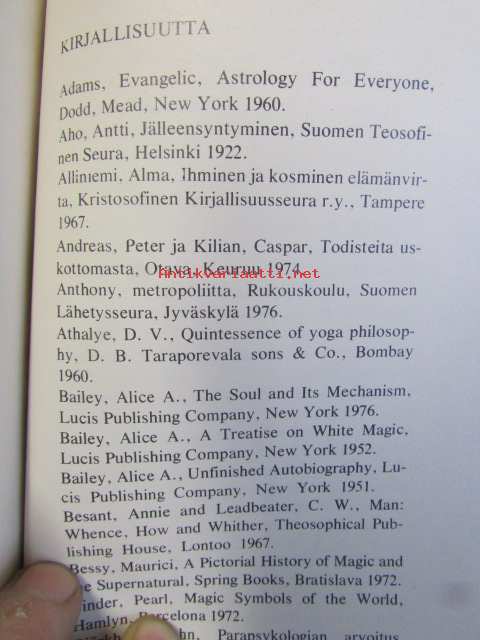 KIRJALLISUUTTA
Adams, Evangelic, Astrology For Everyone,
Dodd, Mead, New York 1960.
Aho, Antti, Jälleensyntyminen, Suomen Teosofi-
nen Seura, Helsinki 1922.
Alliniemi, Alma, Ihminen ja kosminen elämänvir-
ta, Kristosofinen Kirjallisuusseura r.y., Tampere
1967.
Andreas, Peter ja Kilian, Caspar, Todisteita us-
kottomasta, Otava, Keuruu 1974.
Antikvariaatti.net
Anthony, metropoliitta, Rukouskoulu, Suomen
Lähetysseura, Jyväskylä 1976.
Athalye, D. V., Quintessence of yoga philosop-
hy, D. B. Taraporevala sons & Co., Bombay
1960.
Bailey, Alice A., The Soul and Its Mechanism,
Lucis Publishing Company, New York 1976.
Bailey, Alice A., A Treatise on White Magic,
Lucis Publishing Company, New York 1952.
Bailey, Alice A., Unfinished Autobiography, Lu-
cis Publishing Company, New York 1951.
Besant, Annie and Leadbeater, C. W., Man:
Whence, How and Whither, Theosophical Pub-
lishing House, Lontoo 1967.
Bessy, Maurici, A Pictorial History of Magic and
Supernatural, Spring Books, Bratislava 1972.
Pearl, Magic Symbols of the World,
Hamlyn, Barcelona 1972.
Parapsykologian arvoitus